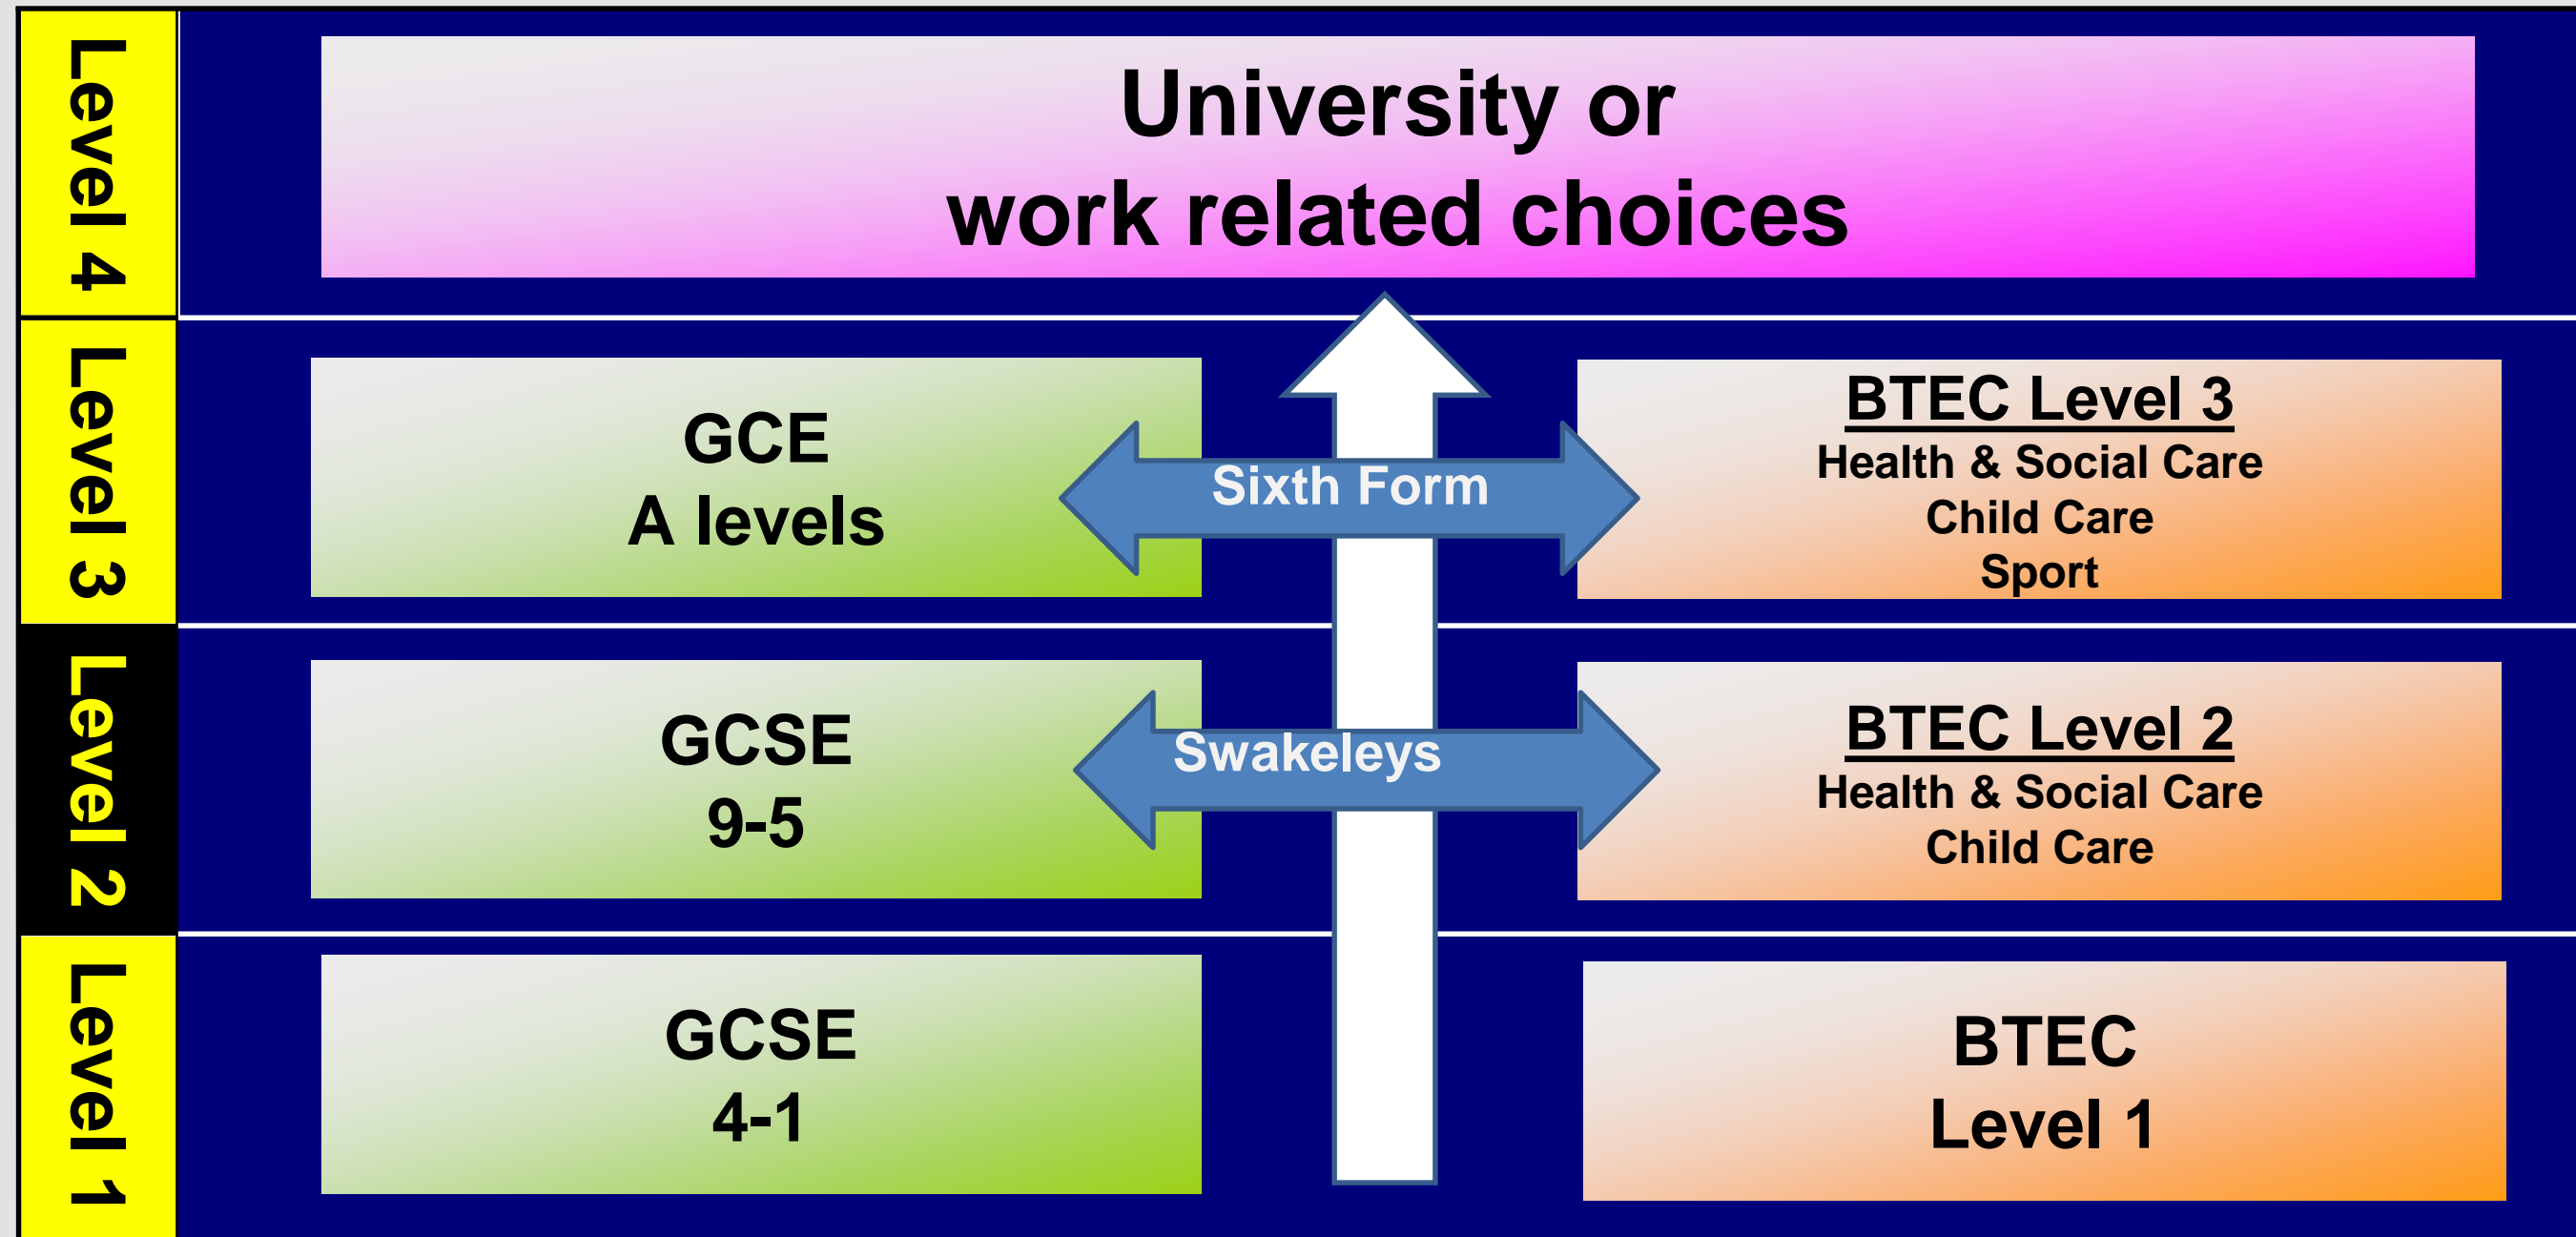 Level 4
University or
work related choices
Level 3
GCE
A levels
Sixth Form
BTEC Level 3
Health & Social Care
Child Care
Sport
Level 2
GCSE
9-5
Swakeleys
BTEC Level 2
Health & Social Care
Child Care
Level 1
GCSE
4-1
BTEC
Level 1